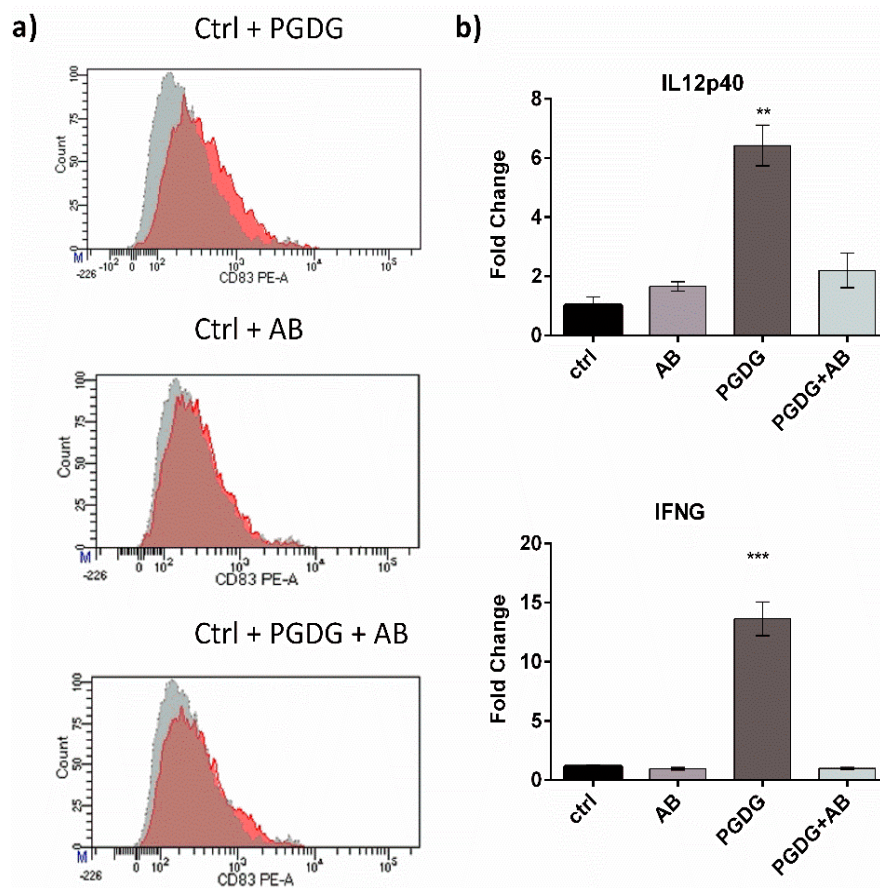 a)
Ctrl + PGDG
Count
0 25 50 75 100
M
-226 -10² 0 10² 10³ 10⁴ 10⁵
CD83 PE-A
Ctrl + AB
Count
0 25 50 75 100
M
-226 0 10² 10³ 10⁴ 10⁵
CD83 PE-A
Ctrl + PGDG + AB
Count
0 25 50 75 100
M
-226 0 10² 10³ 10⁴ 10⁵
CD83 PE-A
b)
IL12p40
Fold Change
8
6
4
2
0
**
ctrl AB PGDG PGDG+AB
IFNG
Fold Change
20
15
10
5
0
***
ctrl AB PGDG PGDG+AB